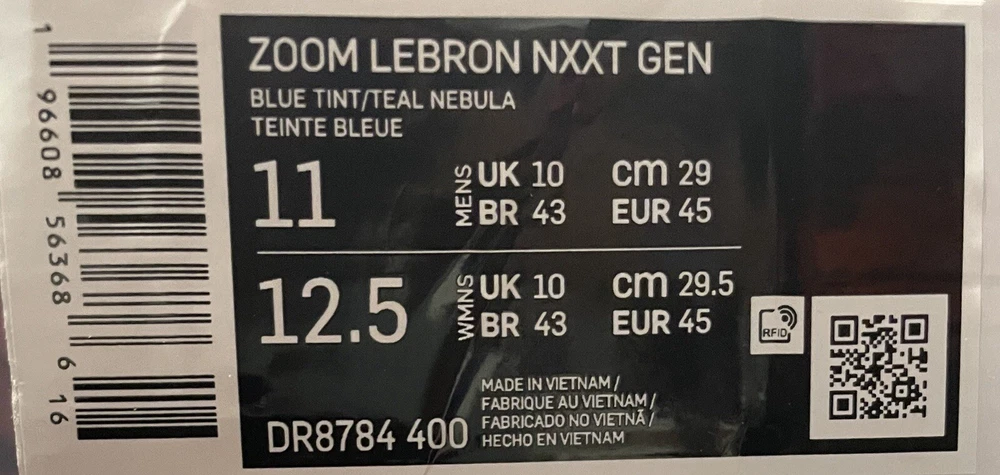 1 96608 56368 6 16
ZOOM LEBRON NXXT GEN
BLUE TINT/TEAL NEBULA
TEINTE BLEUE
11 MENS UK 10 cm 29
BR 43 EUR 45
12.5 WMNS UK 10 cm 29.5
BR 43 EUR 45
RFID
MADE IN VIETNAM /
FABRIQUE AU VIETNAM /
FABRICADO NO VIETNÃ /
HECHO EN VIETNAM
DR8784 400